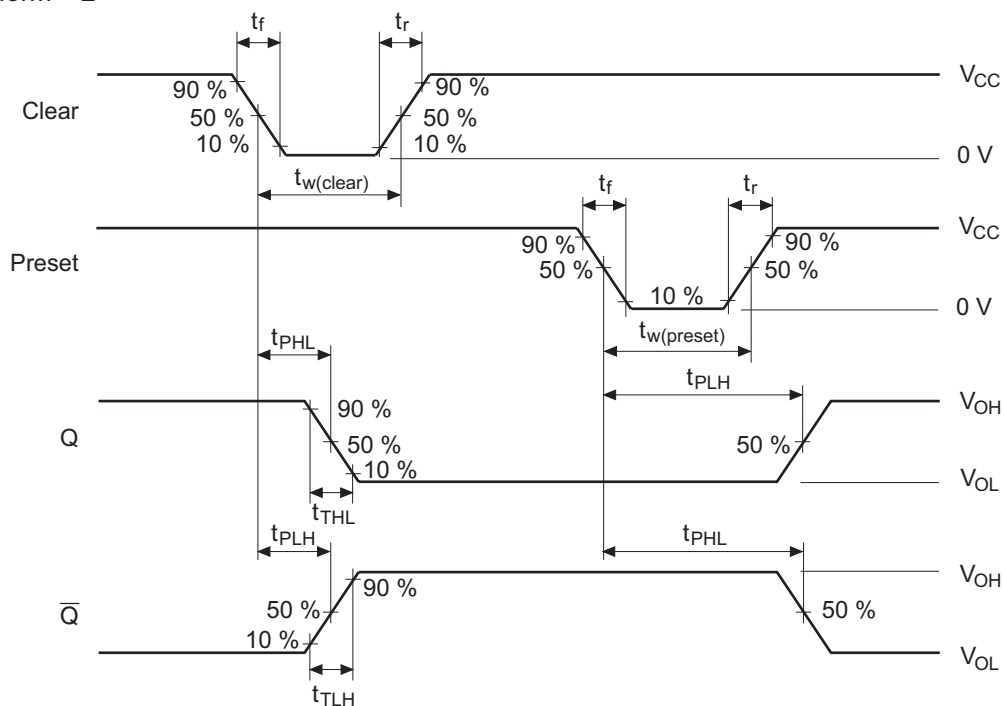 t_f t_r
90 % 90 % V_CC
Clear 50 % 50 %
10 % 10 % 0 V
t_w(clear) t_f t_r
V_CC
90 % 90 %
Preset 50 % 50 %
10 % 0 V
t_w(preset)
t_PHL t_PLH
90 % V_OH
Q 50 % 50 %
10 % V_OL
t_THL
t_PLH t_PHL
90 % V_OH
Q̅ 50 % 50 %
10 % V_OL
t_TLH